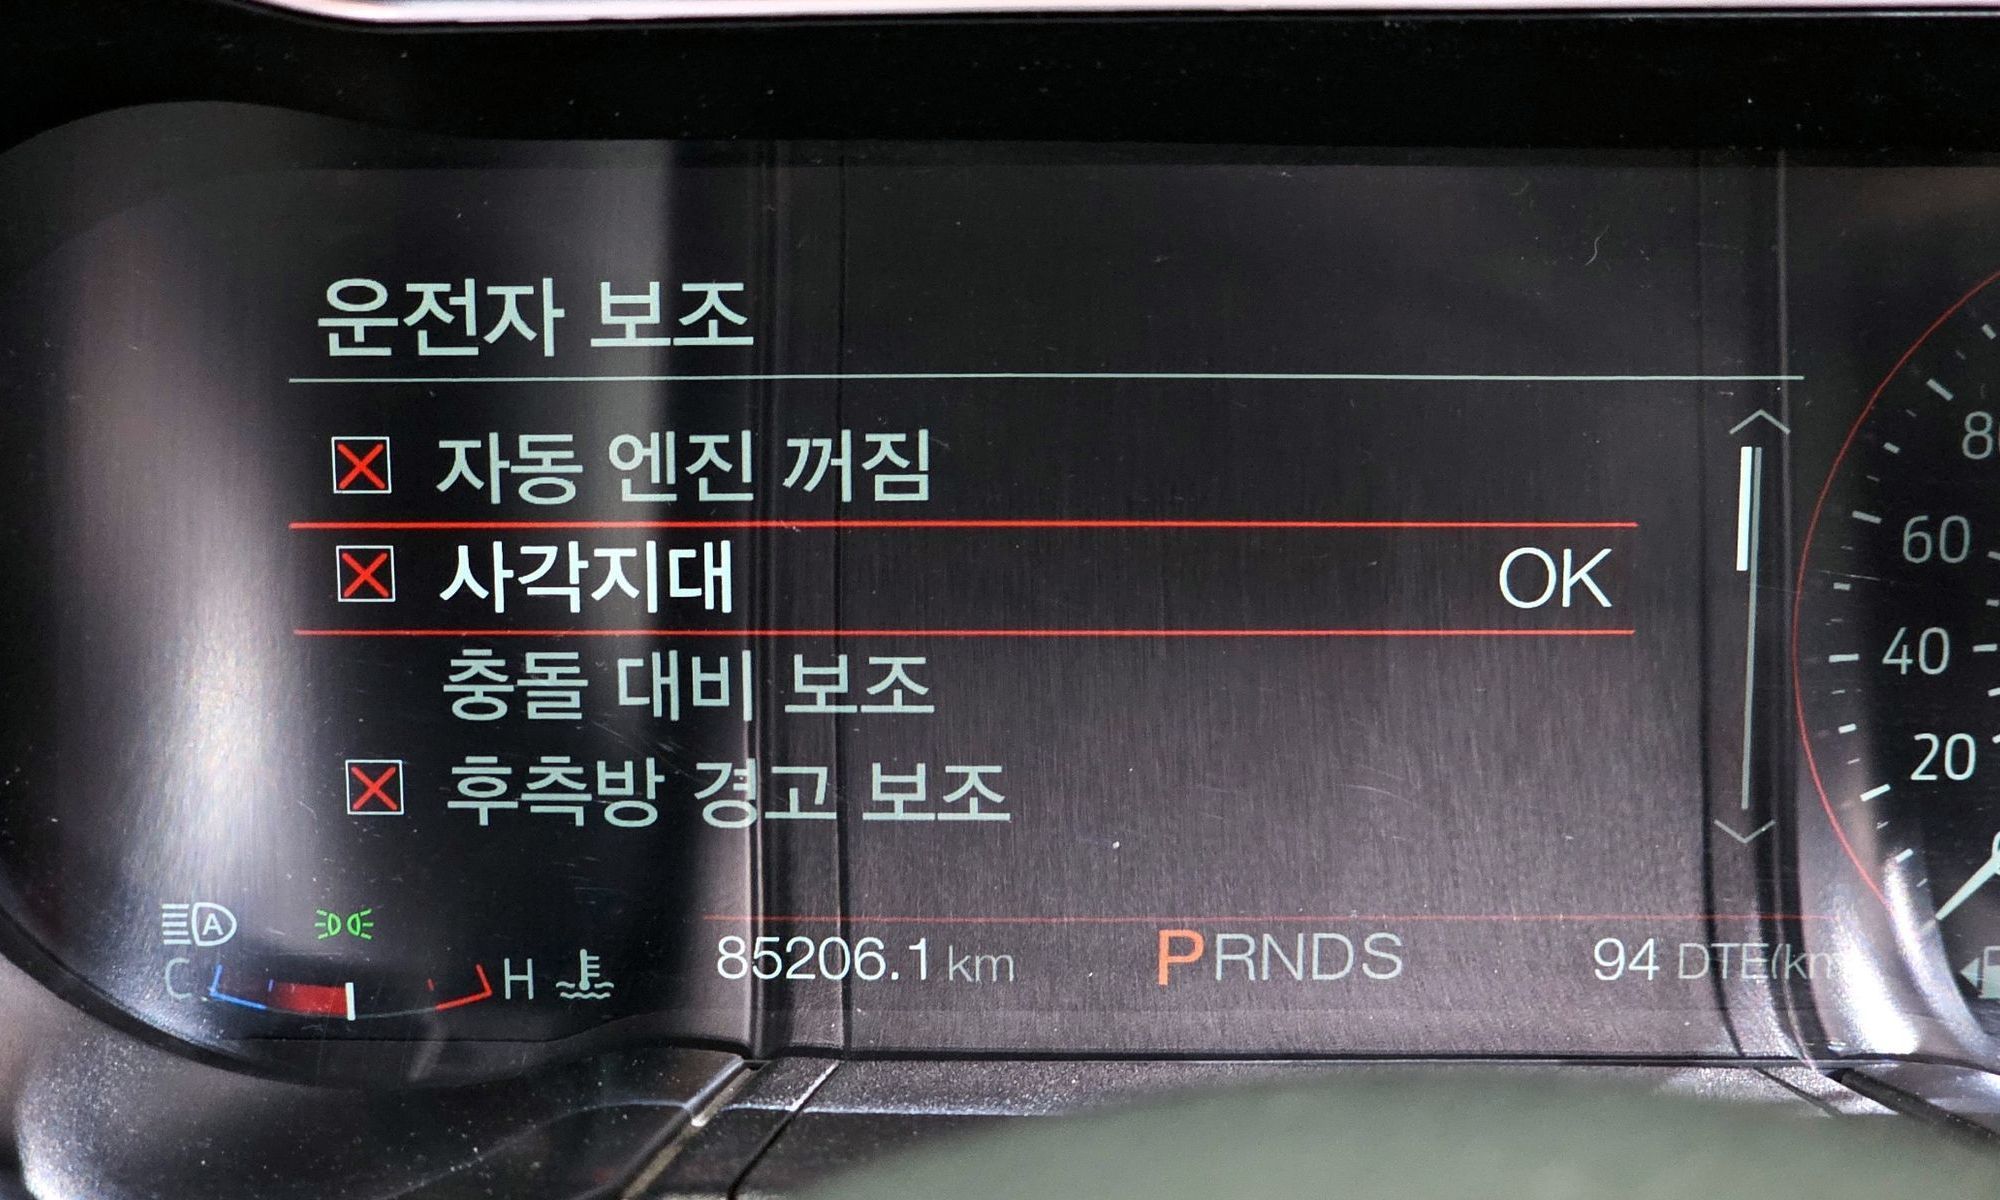 운전자 보조
자동 엔진 꺼짐
사각지대 OK
충돌 대비 보조
후측방 경고 보조
80
60
40
20
A
C H
85206.1 km PRNDS 94 DTE(km